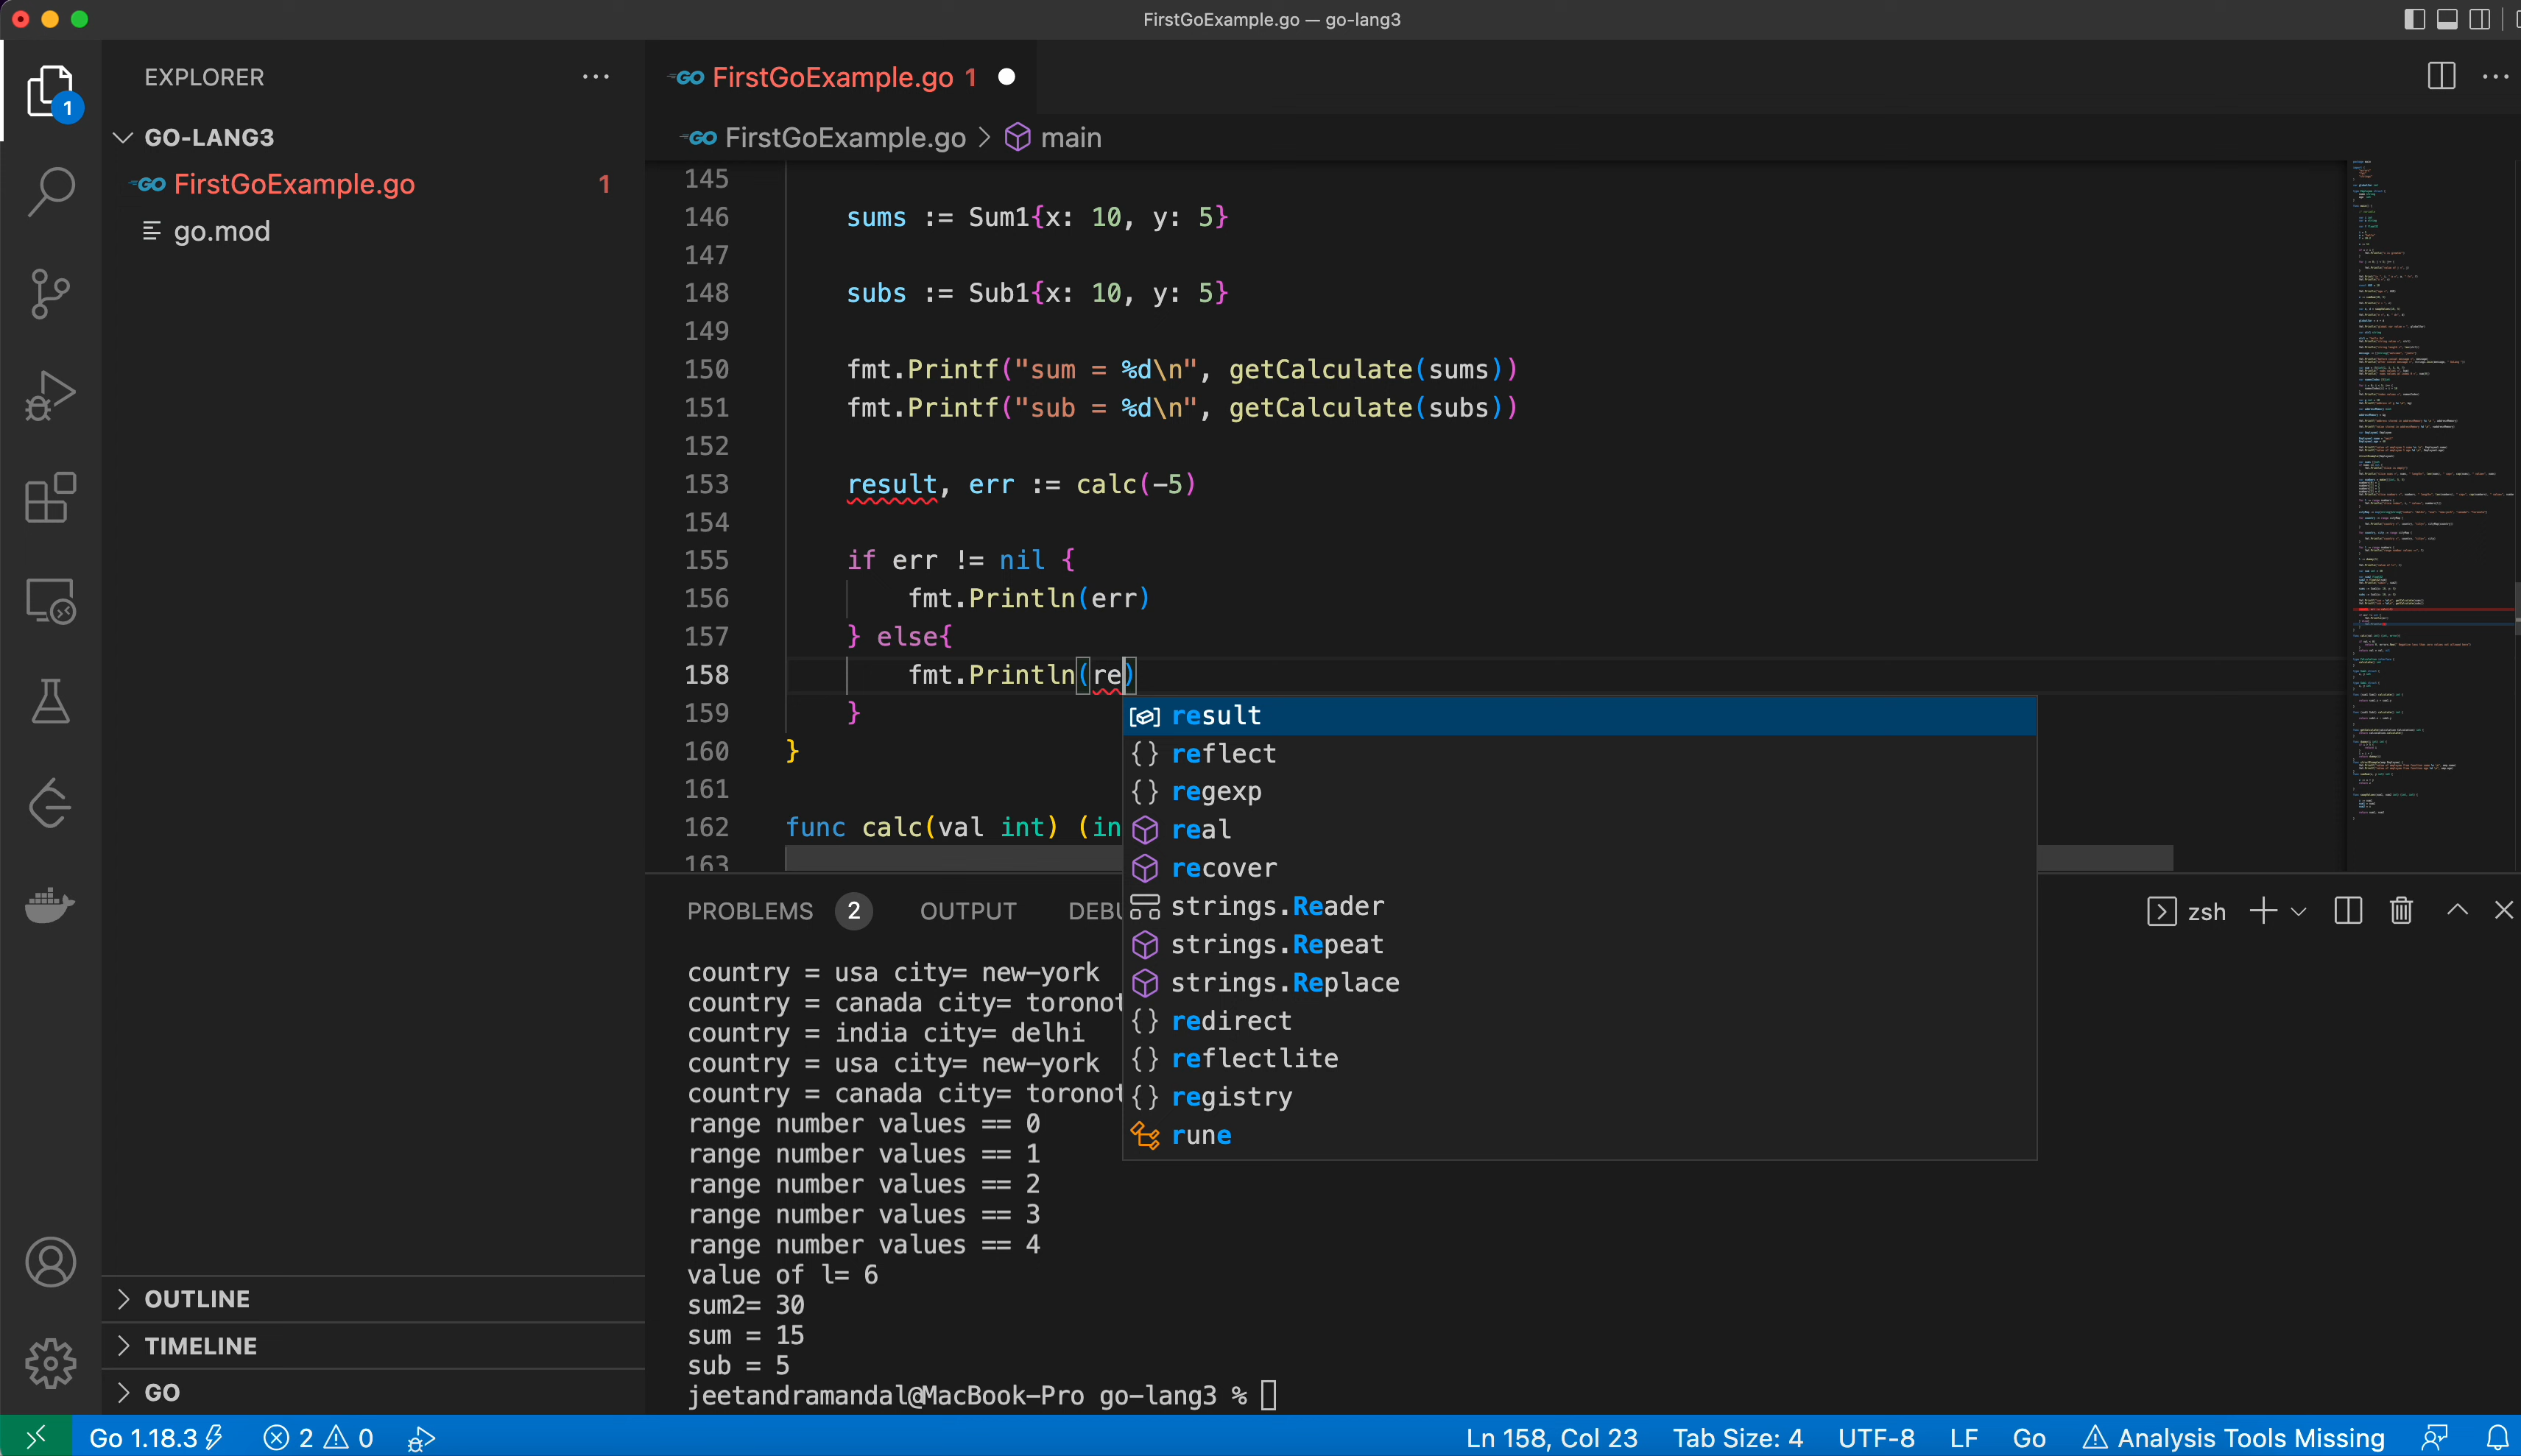 FirstGoExample.go — go-lang3
1
EXPLORER
GO-LANG3
GO FirstGoExample.go 1
go.mod
OUTLINE
TIMELINE
GO
GO FirstGoExample.go 1
GO FirstGoExample.go > main
145
146 sums := Sum1{x: 10, y: 5}
147
148 subs := Sub1{x: 10, y: 5}
149
150 fmt.Printf("sum = %d\n", getCalculate(sums))
151 fmt.Printf("sub = %d\n", getCalculate(subs))
152
153 result, err := calc(-5)
154
155 if err != nil {
156 fmt.Println(err)
157 } else{
158 fmt.Println(re)
159 }
160 }
161
162 func calc(val int) (in
163
result
{} reflect
{} regexp
real
recover
strings.Reader
strings.Repeat
strings.Replace
{} redirect
{} reflectlite
{} registry
rune
PROBLEMS 2 OUTPUT DEBU
zsh
country = usa city= new-york
country = canada city= toronot
country = india city= delhi
country = usa city= new-york
country = canada city= toronot
range number values == 0
range number values == 1
range number values == 2
range number values == 3
range number values == 4
value of l= 6
sum2= 30
sum = 15
sub = 5
jeetandramandal@MacBook-Pro go-lang3 %
Go 1.18.3 2 0 Ln 158, Col 23 Tab Size: 4 UTF-8 LF Go Analysis Tools Missing